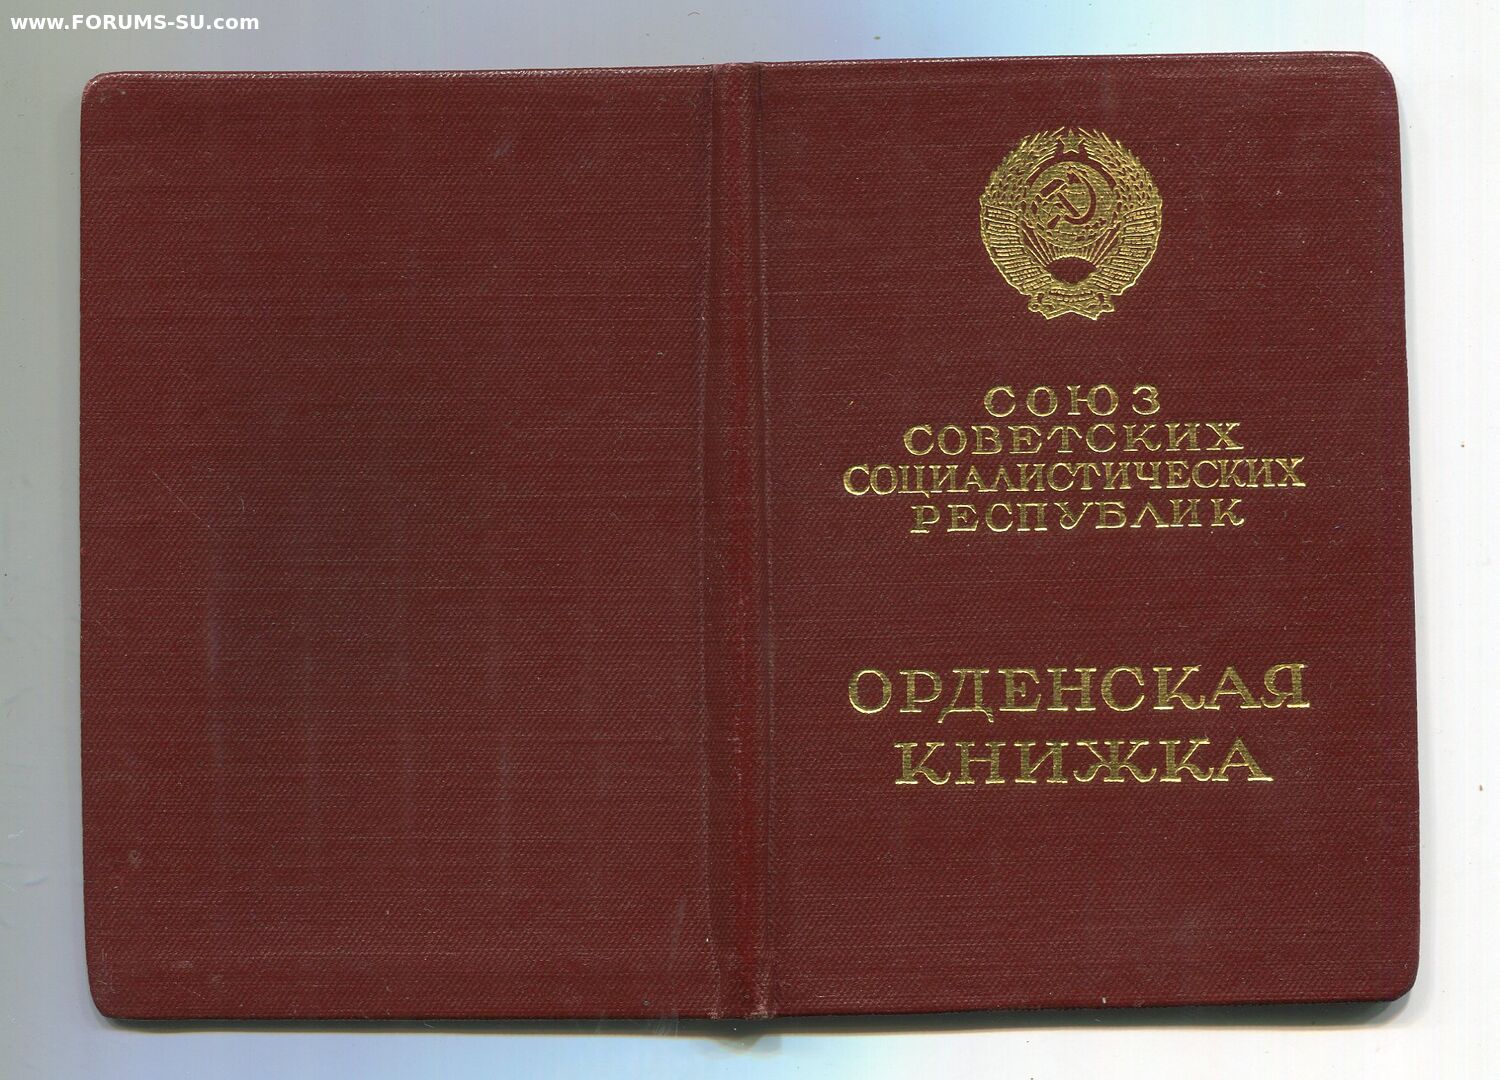 www.FORUMS-SU.com
СОЮЗ
СОВЕТСКИХ
СОЦИАЛИСТИЧЕСКИХ
РЕСПУБЛИК
ОРДЕНСКАЯ
КНИЖКА